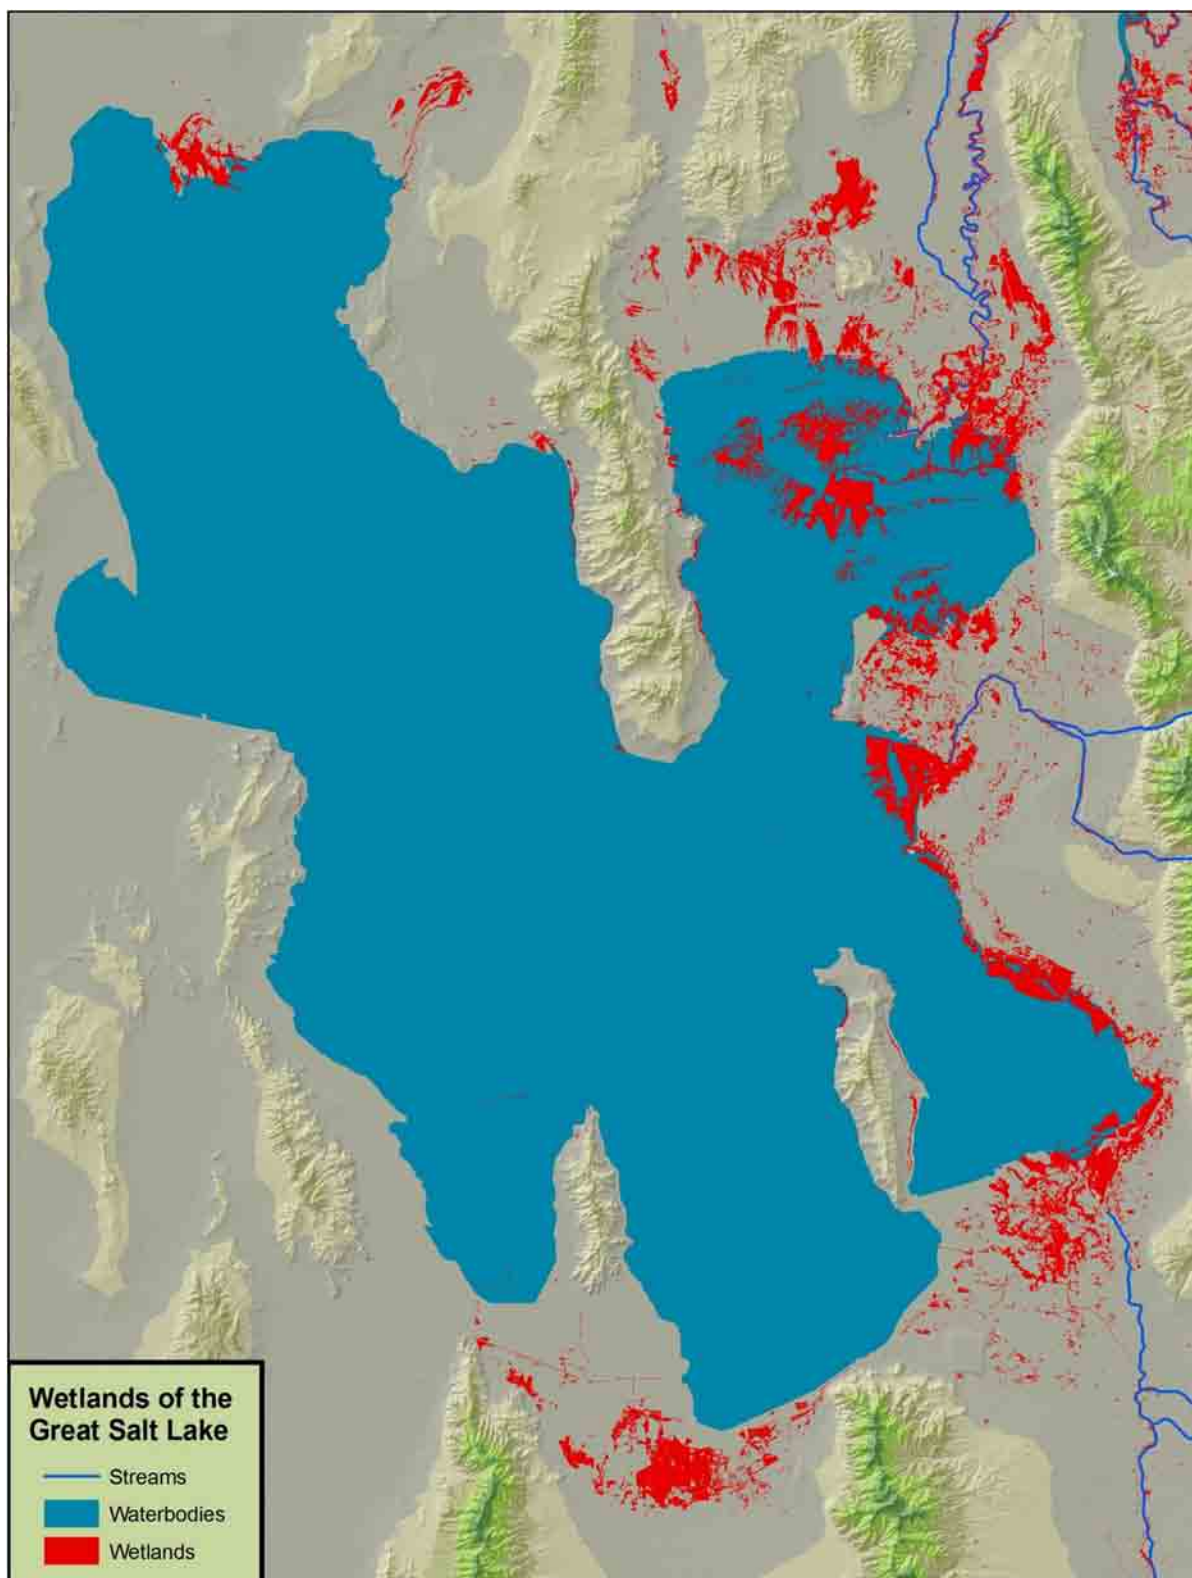 Wetlands of the
Great Salt Lake
Streams
Waterbodies
Wetlands